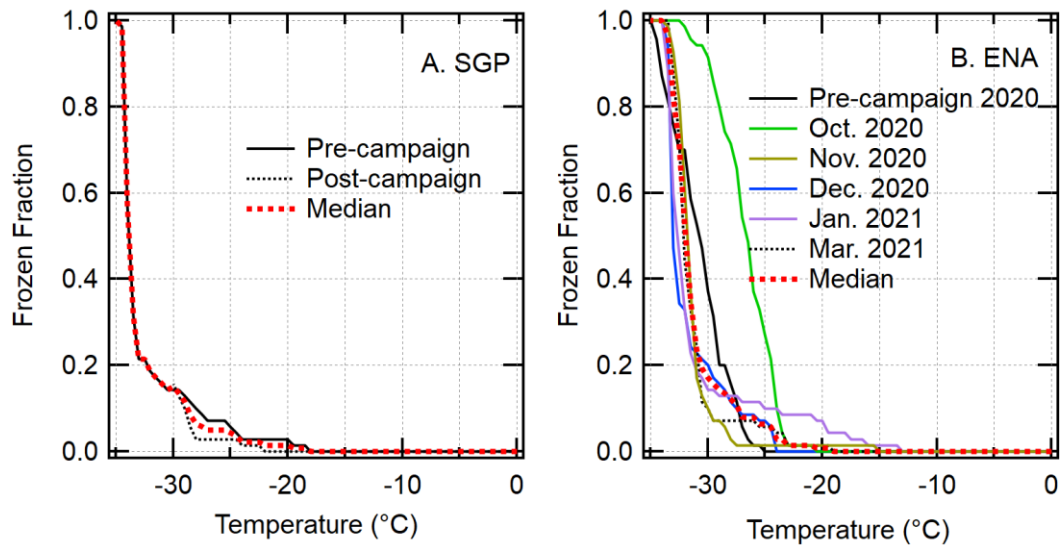 A. SGP
Frozen Fraction
1.0
0.8
0.6
0.4
0.2
0.0
Pre-campaign
Post-campaign
Median
-30
-20
-10
0
Temperature (°C)
B. ENA
Frozen Fraction
1.0
0.8
0.6
0.4
0.2
0.0
Pre-campaign 2020
Oct. 2020
Nov. 2020
Dec. 2020
Jan. 2021
Mar. 2021
Median
-30
-20
-10
0
Temperature (°C)